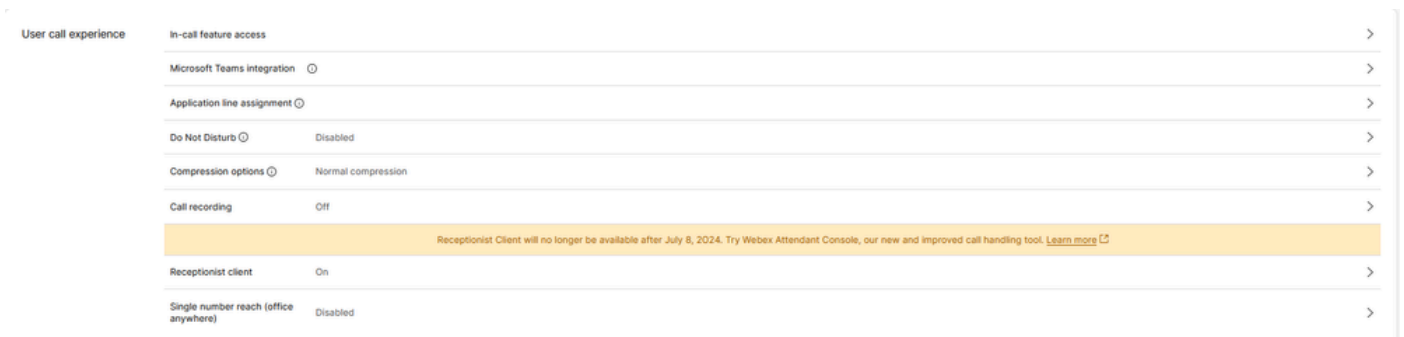 User call experience
In-call feature access
Microsoft Teams integration
Application line assignment
Do Not Disturb
Disabled
Compression options
Normal compression
Call recording
Off
Receptionist Client will no longer be available after July 8, 2024. Try Webex Attendant Console, our new and improved call handling tool. Learn more
Receptionist client
On
Single number reach (office
anywhere)
Disabled